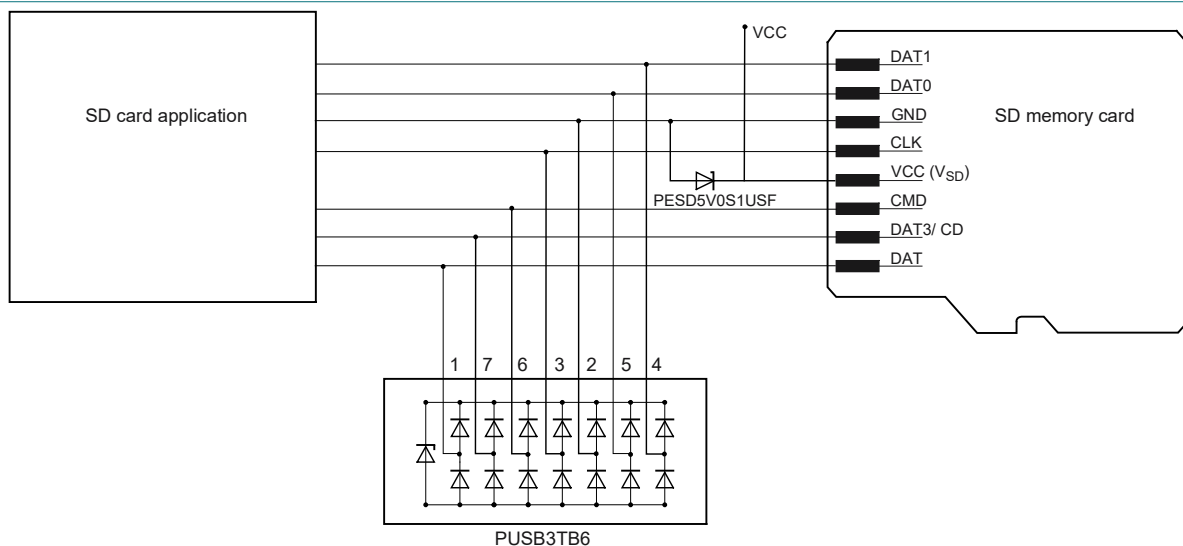 VCC
SD card application
SD memory card
DAT1
DAT0
GND
CLK
VCC (VSD)
CMD
DAT3/ CD
DAT
PESD5V0S1USF
1 7 6 3 2 5 4
PUSB3TB6